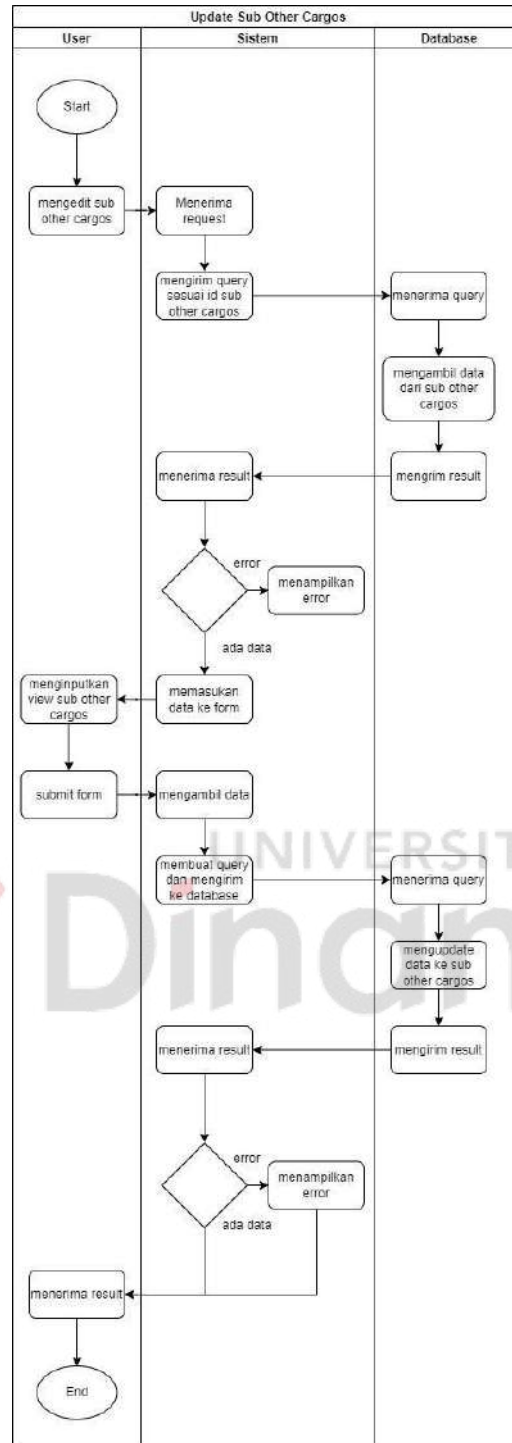 Update Sub Other Cargos
User
Sistem
Database
Start
mengedit sub
other cargos
Menerima
request
mengirim query
sesuai id sub
other cargos
menerima query
mengambil data
dari sub other
cargos
mengrim result
menerima result
error
menampilkan
error
ada data
memasukan
data ke form
menginputkan
view sub other
cargos
submit form
mengambil data
UNIVERSIT
Dinam
membuat query
dan mengirim
ke database
menerima query
mengupdate
data ke sub
other cargos
mengirim result
menerima result
error
menampilkan
error
ada data
menerima result
End